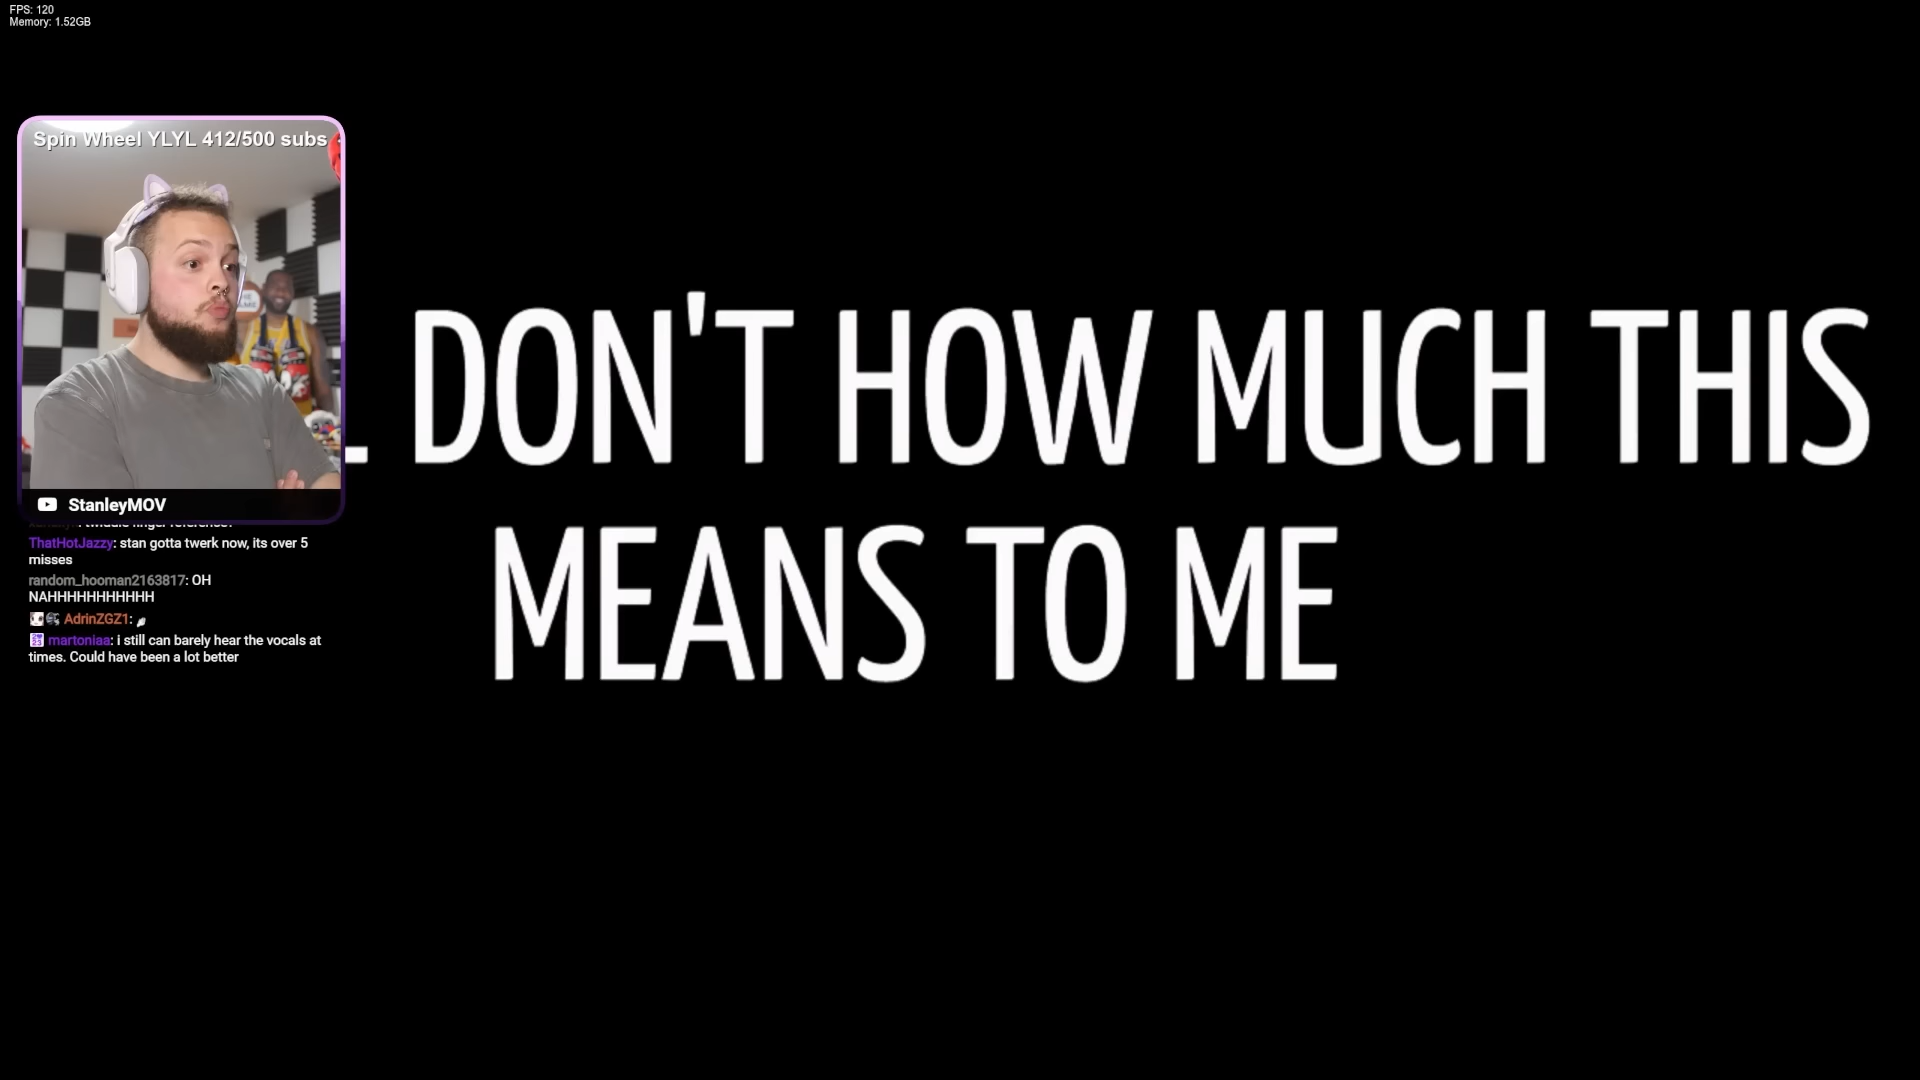 FPS: 120
Memory: 1.52GB
Spin Wheel YLYL 412/500 subs
DON'T HOW MUCH THIS
MEANS TO ME
StanleyMOV
ThatHotJazzy: stan gotta twerk now, its over 5
misses
random_hooman2163817: OH
NAHHHHHHHHHHH
AdrinZGZ1:
martoniaa: i still can barely hear the vocals at
times. Could have been a lot better